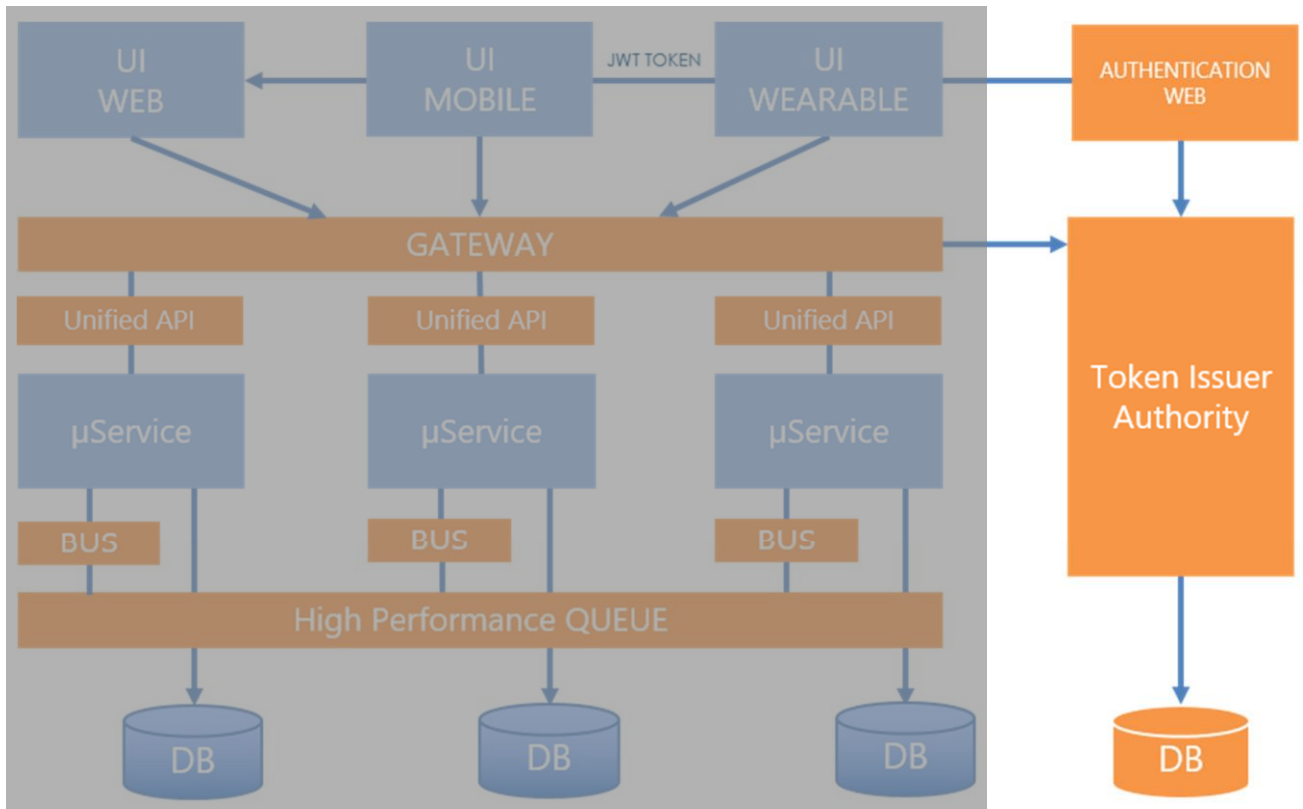 UI
WEB
UI
MOBILE
JWT TOKEN
UI
WEARABLE
AUTHENTICATION
WEB
GATEWAY
Unified API
Unified API
Unified API
Token Issuer
Authority
µService
µService
µService
BUS
BUS
BUS
High Performance QUEUE
DB
DB
DB
DB